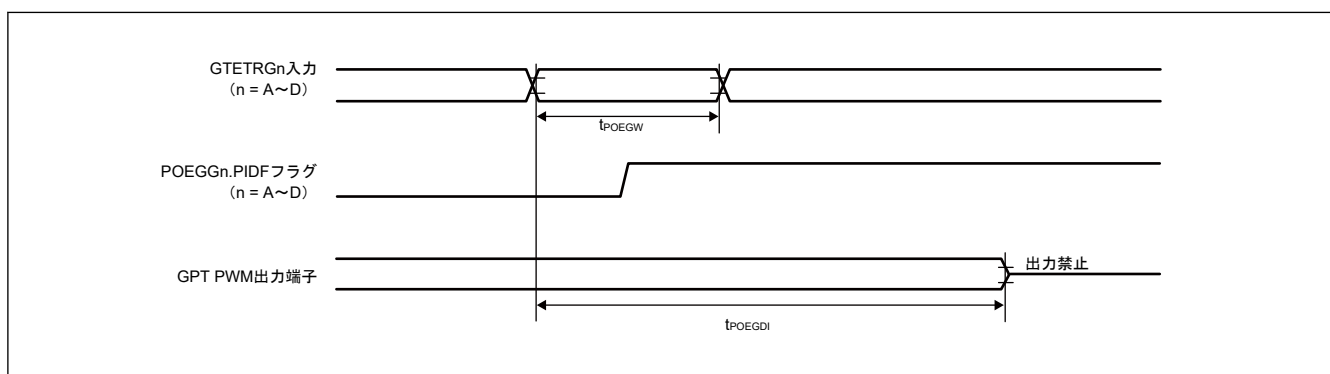 GTETRGn入力
（n = A～D）
tPOEGW
POEGGn.PIDFフラグ
（n = A～D）
GPT PWM出力端子
出力禁止
tPOEGDI